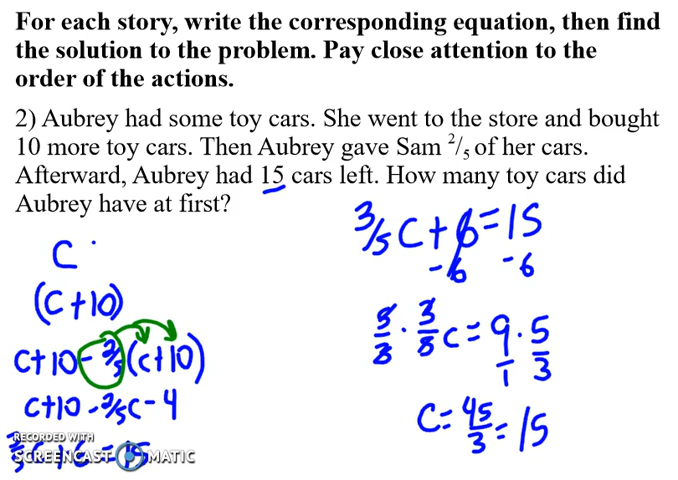 For each story, write the corresponding equation, then find
the solution to the problem. Pay close attention to the
order of the actions.
2) Aubrey had some toy cars. She went to the store and bought
10 more toy cars. Then Aubrey gave Sam 2/5 of her cars.
Afterward, Aubrey had 15 cars left. How many toy cars did
Aubrey have at first?
C
(C+10)
C+10-2/5(c+10)
C+10-2/5c-4
3/5c+6=15
3/5C+6=15
-6 -6
5/3·3/5c=9/1·5/3
C=45/3=15
RECORDED WITH
SCREENCAST-O-MATIC